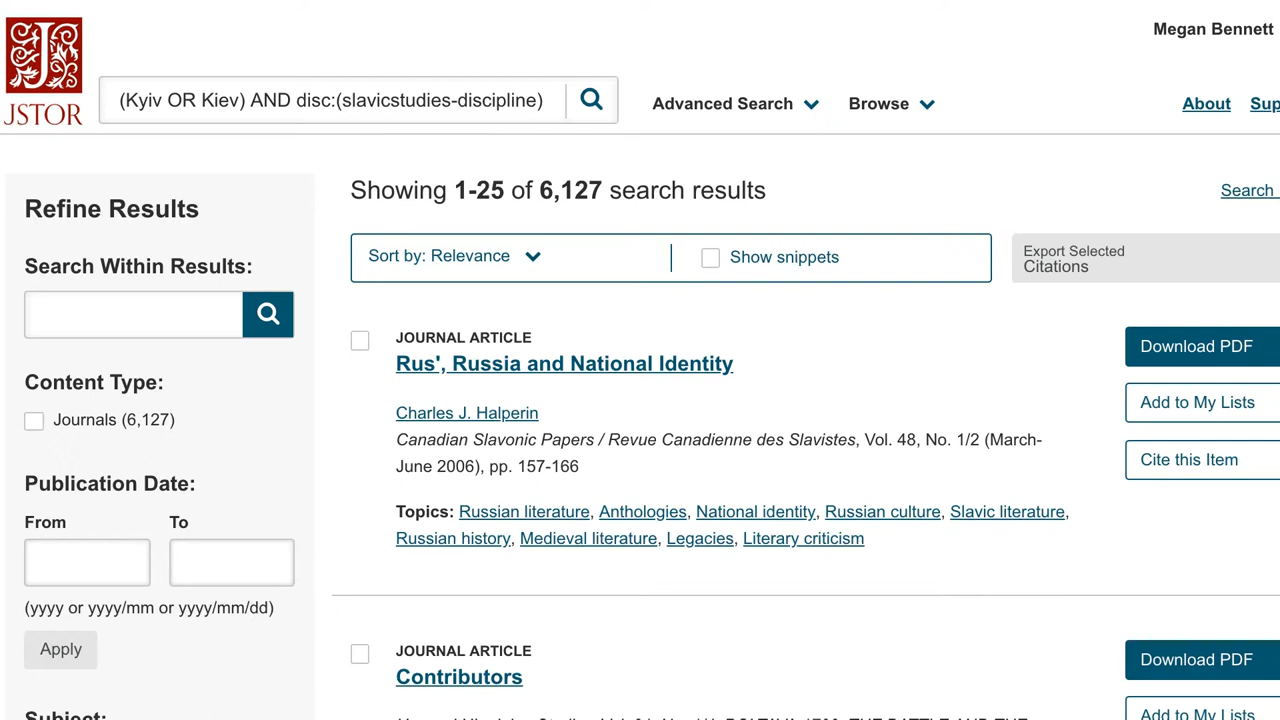 Megan Bennett
JSTOR
(Kyiv OR Kiev) AND disc:(slavicstudies-discipline)
Advanced Search
Browse
About
Sup
Refine Results
Search Within Results:
Content Type:
Journals (6,127)
Publication Date:
From To
(yyyy or yyyy/mm or yyyy/mm/dd)
Apply
Subject:
Showing 1-25 of 6,127 search results
Search
Sort by: Relevance
Show snippets
Export Selected
Citations
JOURNAL ARTICLE
Rus', Russia and National Identity
Charles J. Halperin
Canadian Slavonic Papers / Revue Canadienne des Slavistes, Vol. 48, No. 1/2 (March-
June 2006), pp. 157-166
Topics: Russian literature, Anthologies, National identity, Russian culture, Slavic literature,
Russian history, Medieval literature, Legacies, Literary criticism
Download PDF
Add to My Lists
Cite this Item
JOURNAL ARTICLE
Contributors
Download PDF
Add to My Lists